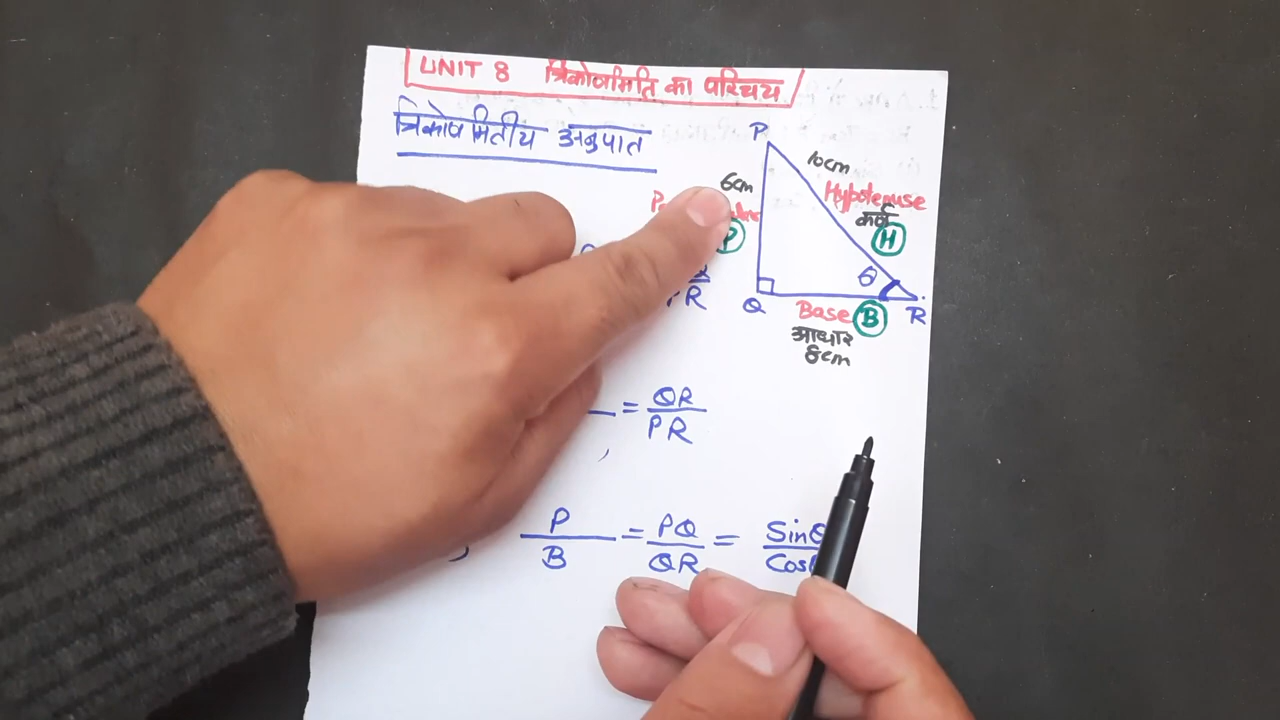 UNIT 8 त्रिकोणमिति का परिचय
त्रिकोणमितीय अनुपात
P
10cm
6cm
Hypotenuse
कर्ण
H
P
θ
R
Q
Base B
R
आधार
8cm
= QR
PR
,
, P = PQ = Sinθ
B QR Cos